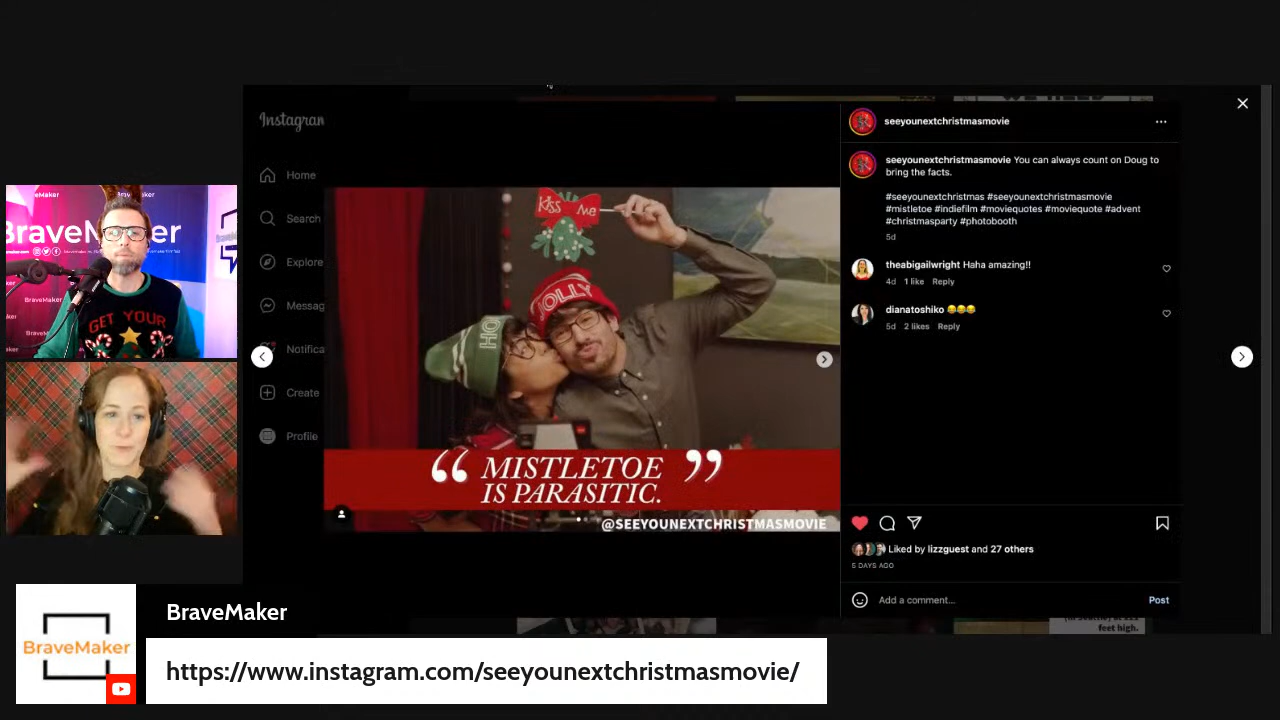 BraveMaker
GET YOUR
Instagram
Home
Search
Explore
Messag
Notifica
Create
Profile
KISS ME
JOLLY
HO
“ MISTLETOE ”
IS PARASITIC.
@SEEYOUNEXTCHRISTMASMOVIE
seeyounextchristmasmovie
seeyounextchristmasmovie You can always count on Doug to
bring the facts.
#seeyounextchristmas #seeyounextchristmasmovie
#mistletoe #indiefilm #moviequotes #moviequote #advent
#christmasparty #photobooth
5d
theabigailwright Haha amazing!!
4d 1 like Reply
dianatoshiko 😂😂😂
5d 2 likes Reply
Liked by lizzguest and 27 others
5 DAYS AGO
Add a comment... Post
feet high.
BraveMaker
BraveMaker
https://www.instagram.com/seeyounextchristmasmovie/